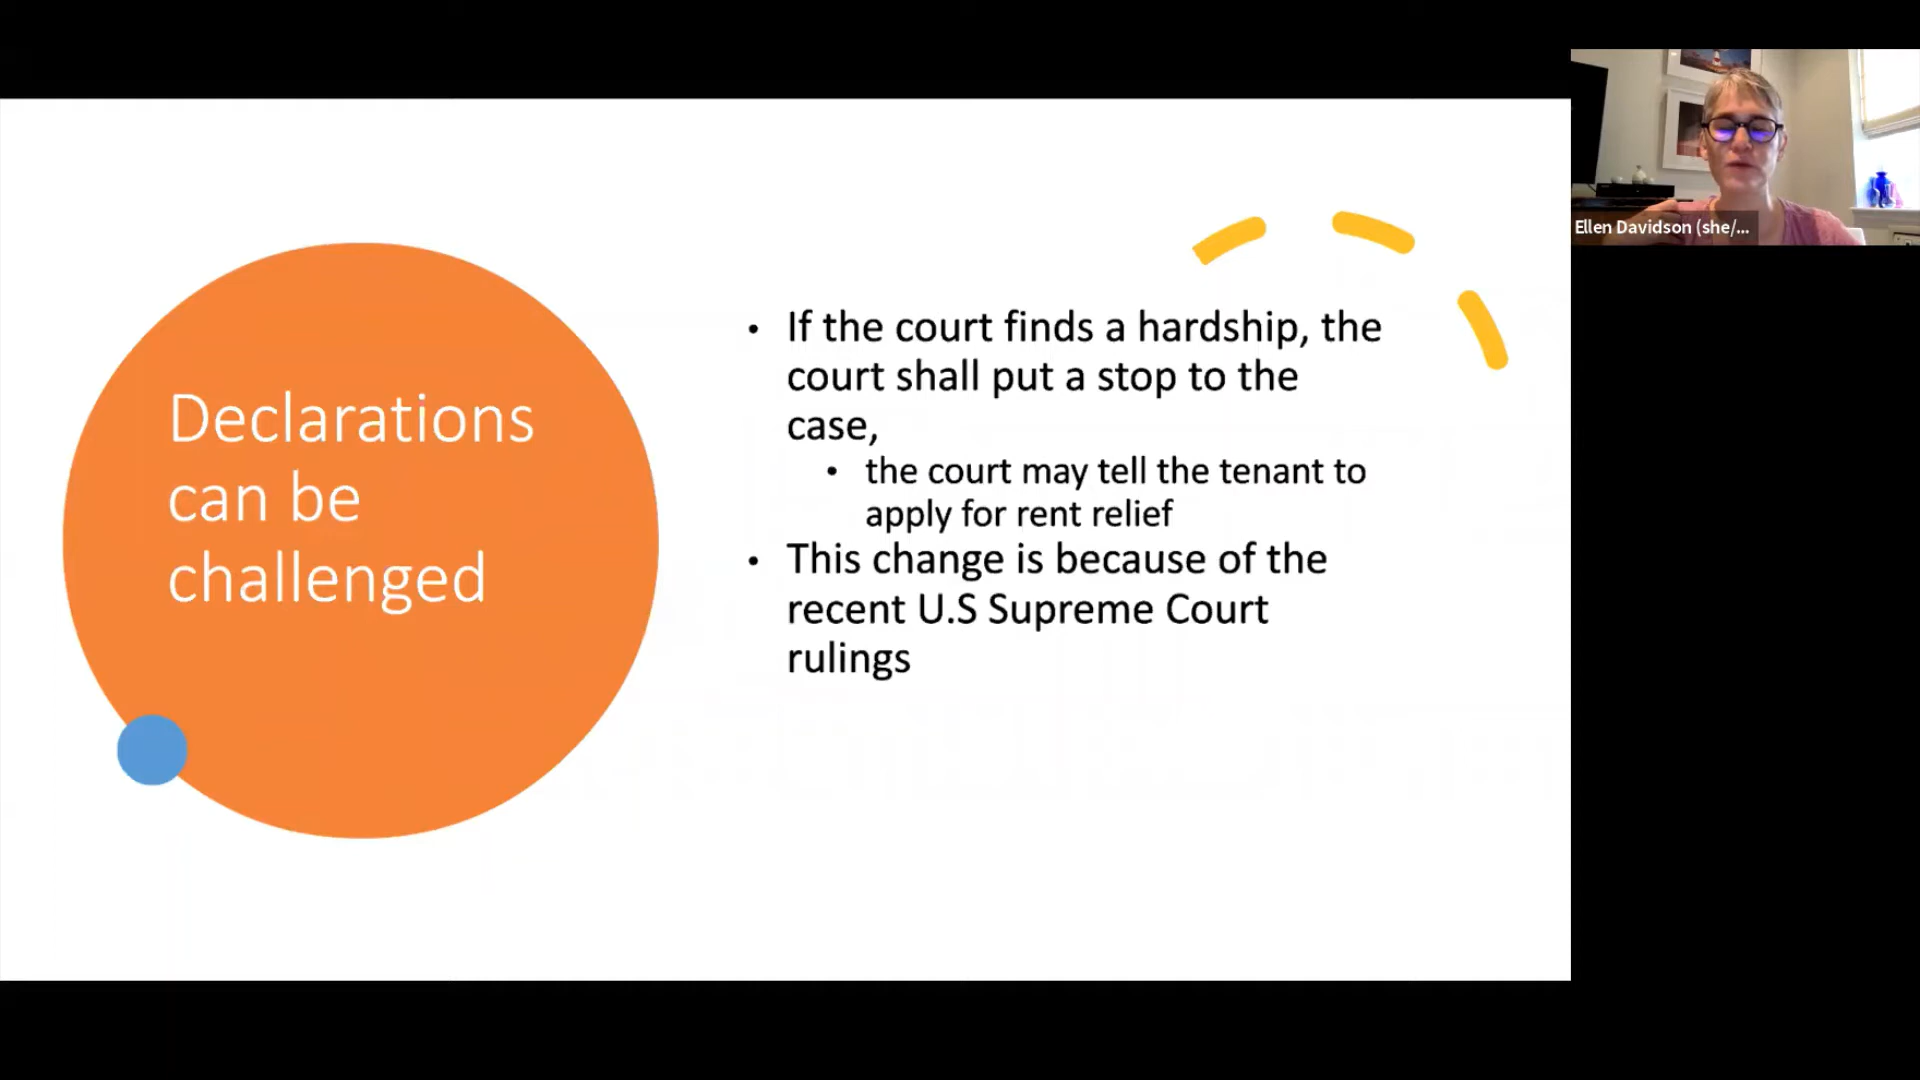 Declarations
can be
challenged
• If the court finds a hardship, the
court shall put a stop to the
case,
• the court may tell the tenant to
apply for rent relief
• This change is because of the
recent U.S Supreme Court
rulings
Ellen Davidson (she/...